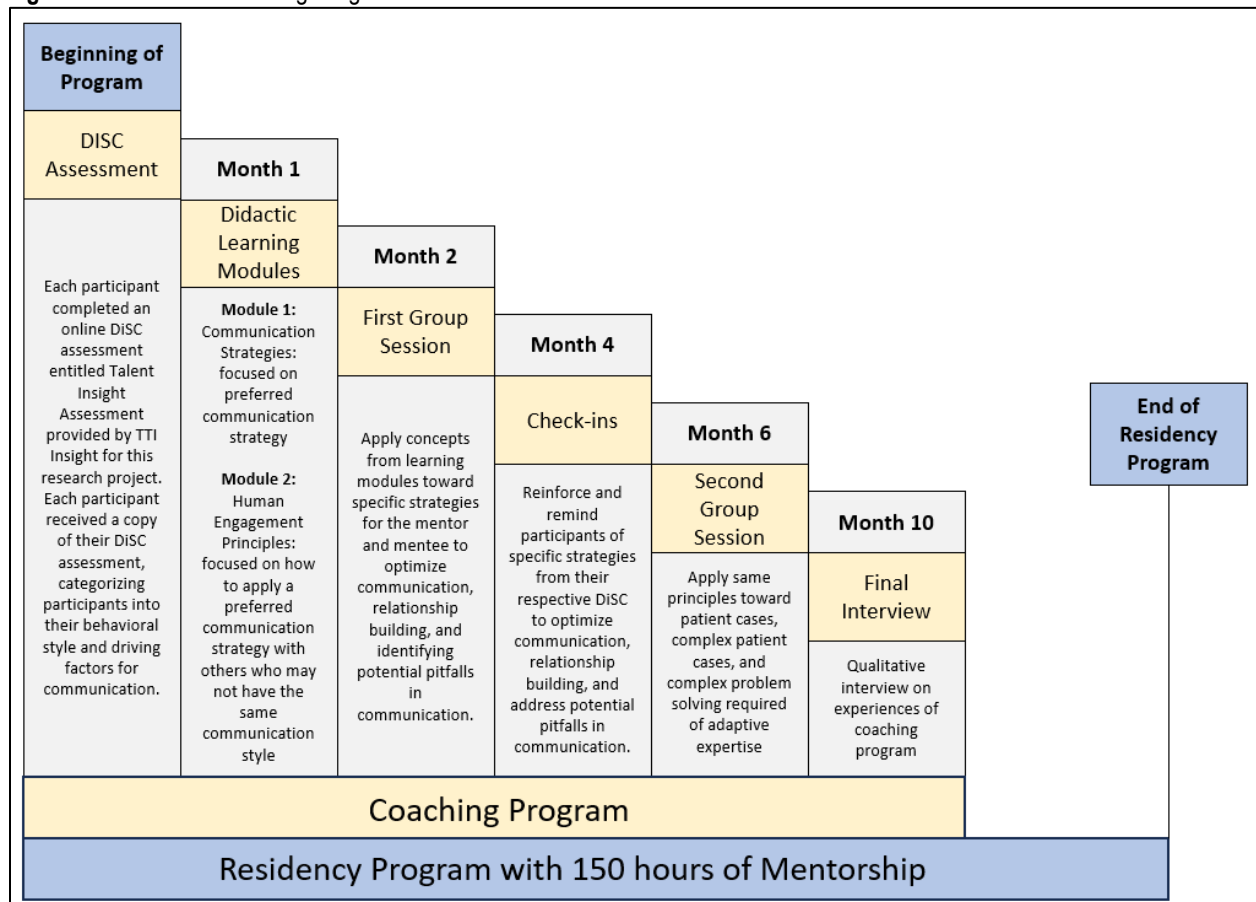 Beginning of
Program
DISC
Assessment
Each participant
completed an
online DiSC
assessment
entitled Talent
Insight
Assessment
provided by TTI
Insight for this
research project.
Each participant
received a copy
of their DiSC
assessment,
categorizing
participants into
their behavioral
style and driving
factors for
communication.
Month 1
Didactic
Learning
Modules
Module 1:
Communication
Strategies:
focused on
preferred
communication
strategy
Module 2:
Human
Engagement
Principles:
focused on how
to apply a
preferred
communication
strategy with
others who may
not have the
same
communication
style
Month 2
First Group
Session
Apply concepts
from learning
modules toward
specific strategies
for the mentor
and mentee to
optimize
communication,
relationship
building, and
identifying
potential pitfalls
in
communication.
Month 4
Check-ins
Reinforce and
remind
participants of
specific strategies
from their
respective DiSC
to optimize
communication,
relationship
building, and
address potential
pitfalls in
communication.
Month 6
Second
Group
Session
Apply same
principles toward
patient cases,
complex patient
cases, and
complex problem
solving required
of adaptive
expertise
Month 10
Final
Interview
Qualitative
interview on
experiences of
coaching
program
End of
Residency
Program
Coaching Program
Residency Program with 150 hours of Mentorship